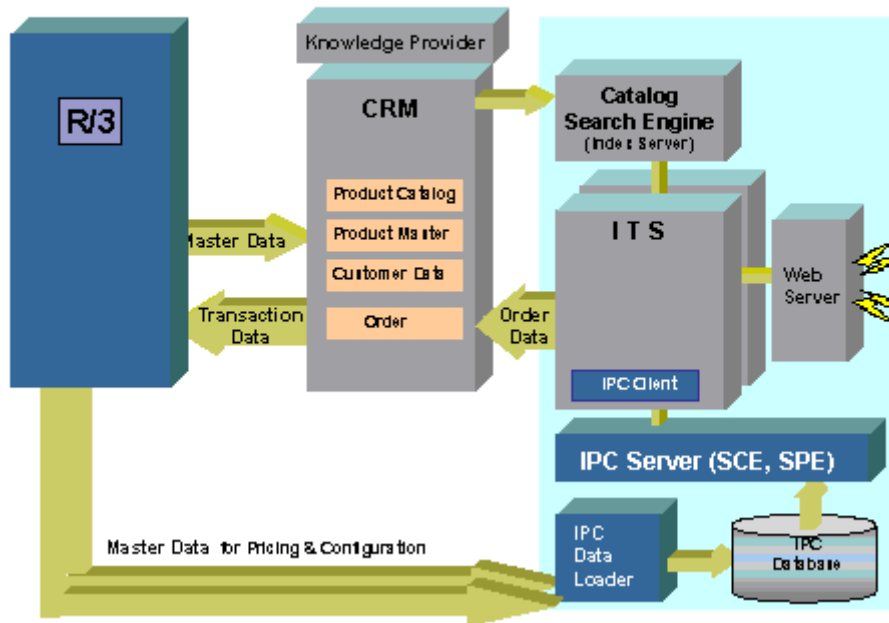 Knowledge Provider
R/3
CRM
Catalog
Search Engine
(Index Server)
Product Catalog
Product Master
Customer Data
Order
Master Data
Transaction
Data
Order
Data
I T S
IPC Client
Web
Server
IPC Server (SCE, SPE)
Master Data for Pricing & Configuration
IPC
Data
Loader
IPC
Database